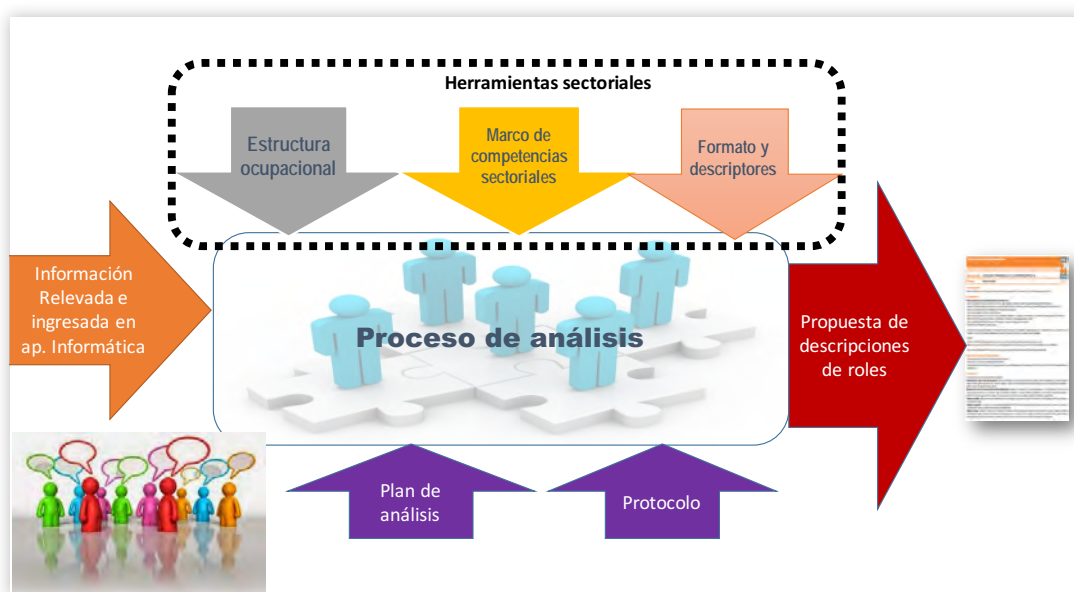 Herramientas sectoriales
Estructura
ocupacional
Marco de
competencias
sectoriales
Formato y
descriptores
Información
Relevada e
ingresada en
ap. Informática
Proceso de análisis
Propuesta de
descripciones
de roles
Plan de
análisis
Protocolo